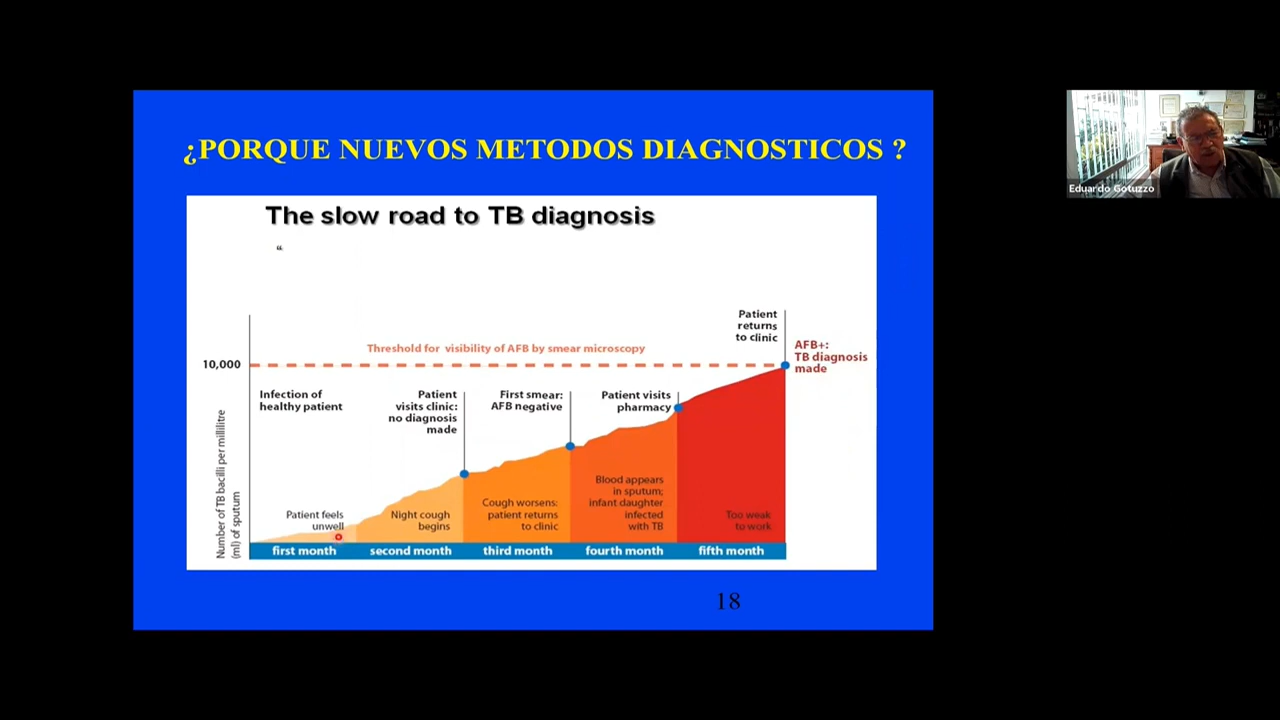 ¿PORQUE NUEVOS METODOS DIAGNOSTICOS ?
The slow road to TB diagnosis
“
Patient
returns
to clinic
Threshold for visibility of AFB by smear microscopy
10,000
AFB+:
TB diagnosis
made
Infection of
healthy patient
Patient
visits clinic:
no diagnosis
made
First smear:
AFB negative
Patient visits
pharmacy
Number of TB bacilli per millilitre
(ml) of sputum
Patient feels
unwell
Night cough
begins
Cough worsens:
patient returns
to clinic
Blood appears
in sputum;
infant daughter
infected
with TB
Too weak
to work
first month
second month
third month
fourth month
fifth month
18
Eduardo Gotuzzo